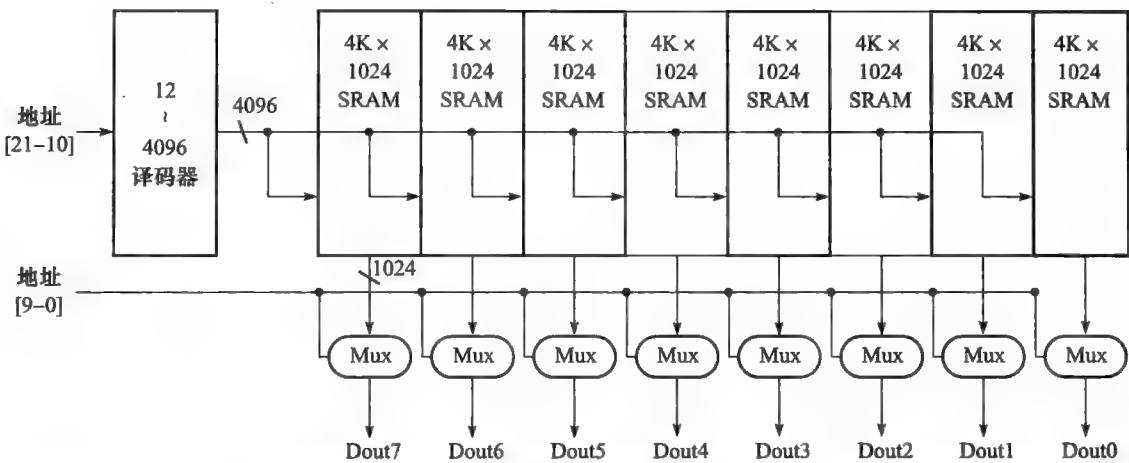 4K ×
1024
SRAM
4K ×
1024
SRAM
4K ×
1024
SRAM
4K ×
1024
SRAM
4K ×
1024
SRAM
4K ×
1024
SRAM
4K ×
1024
SRAM
4K ×
1024
SRAM
地址
[21–10]
12
~
4096
译码器
4096
1024
地址
[9–0]
Mux
Mux
Mux
Mux
Mux
Mux
Mux
Mux
Dout7
Dout6
Dout5
Dout4
Dout3
Dout2
Dout1
Dout0